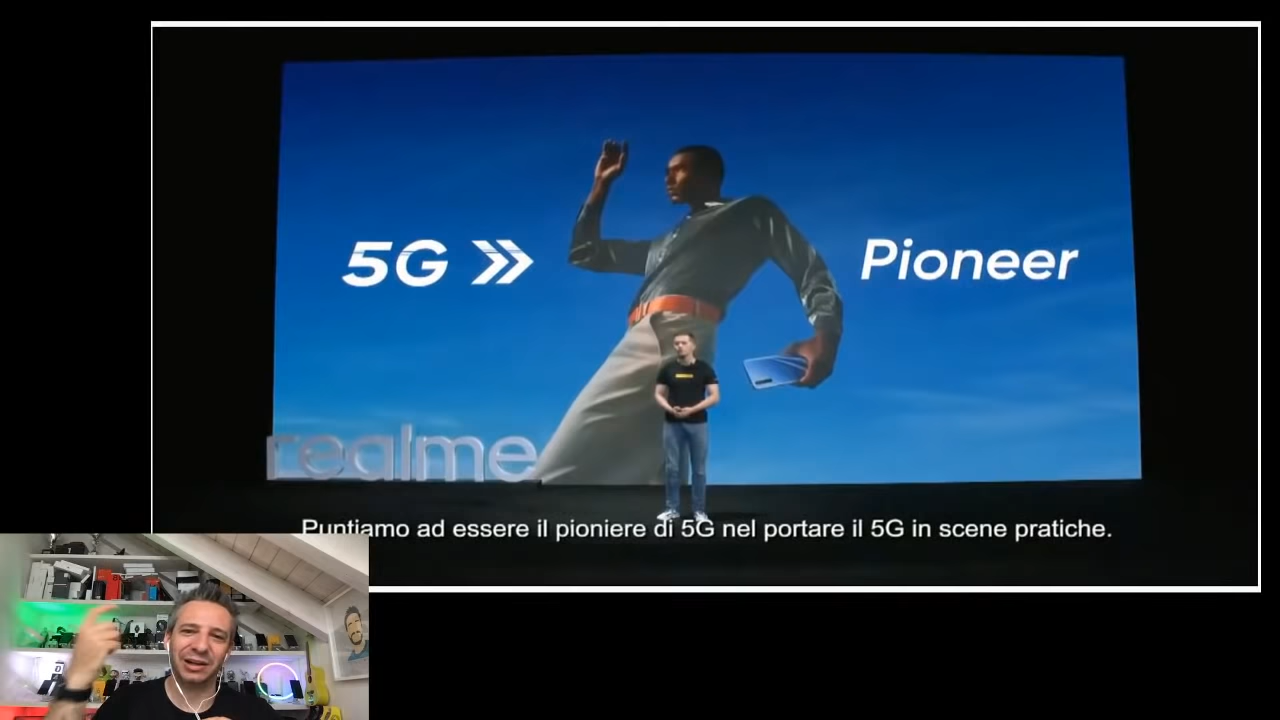 5G
Pioneer
realme
Puntiamo ad essere il pioniere di 5G nel portare il 5G in scene pratiche.